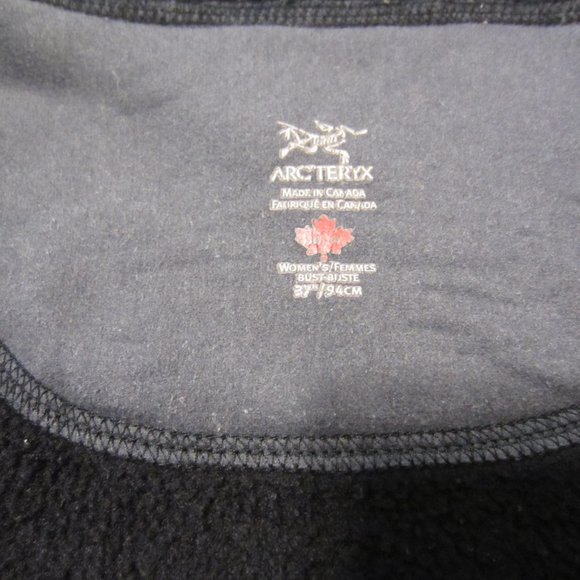 ARC'TERYX
MADE IN CANADA
FABRIQUÉ EN CANADA
WOMEN'S/FEMMES
BUST-BUSTE
37"/94CM